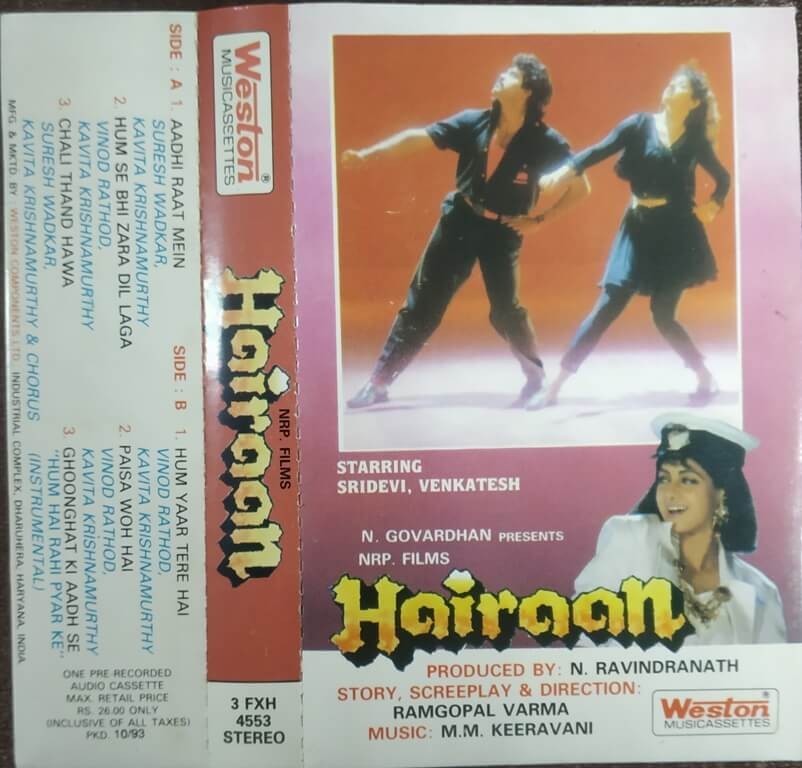 SIDE : A 1. AADHI RAAT MEIN
SURESH WADKAR,
KAVITA KRISHNAMURTHY
2. HUM SE BHI ZARA DIL LAGA
VINOD RATHOD,
KAVITA KRISHNAMURTHY
3. CHALI THAND HAWA
SURESH WADKAR,
KAVITA KRISHNAMURTHY & CHORUS
SIDE : B 1. HUM YAAR TERE HAI
VINOD RATHOD,
KAVITA KRISHNAMURTHY
2. PAISA WOH HAI
VINOD RATHOD,
KAVITA KRISHNAMURTHY
3. GHOONGHAT KI AADH SE
"HUM HAI RAHI PYAR KE"
(INSTRUMENTAL)
MFG. & MKTD. BY : WESTON COMPONENTS LTD. INDUSTRIAL COMPLEX, DHARUHERA, HARYANA, INDIA
ONE PRE-RECORDED
AUDIO CASSETTE
MAX. RETAIL PRICE
RS. 26.00 ONLY
(INCLUSIVE OF ALL TAXES)
PKD. 10/93
Weston®
MUSICASSETTES
NRP. FILMS
Hairaan
3 FXH
4553
STEREO
STARRING
SRIDEVI, VENKATESH
N. GOVARDHAN PRESENTS
NRP. FILMS
Hairaan
PRODUCED BY: N. RAVINDRANATH
STORY, SCREEPLAY & DIRECTION:
RAMGOPAL VARMA
MUSIC: M.M. KEERAVANI
Weston®
MUSICASSETTES